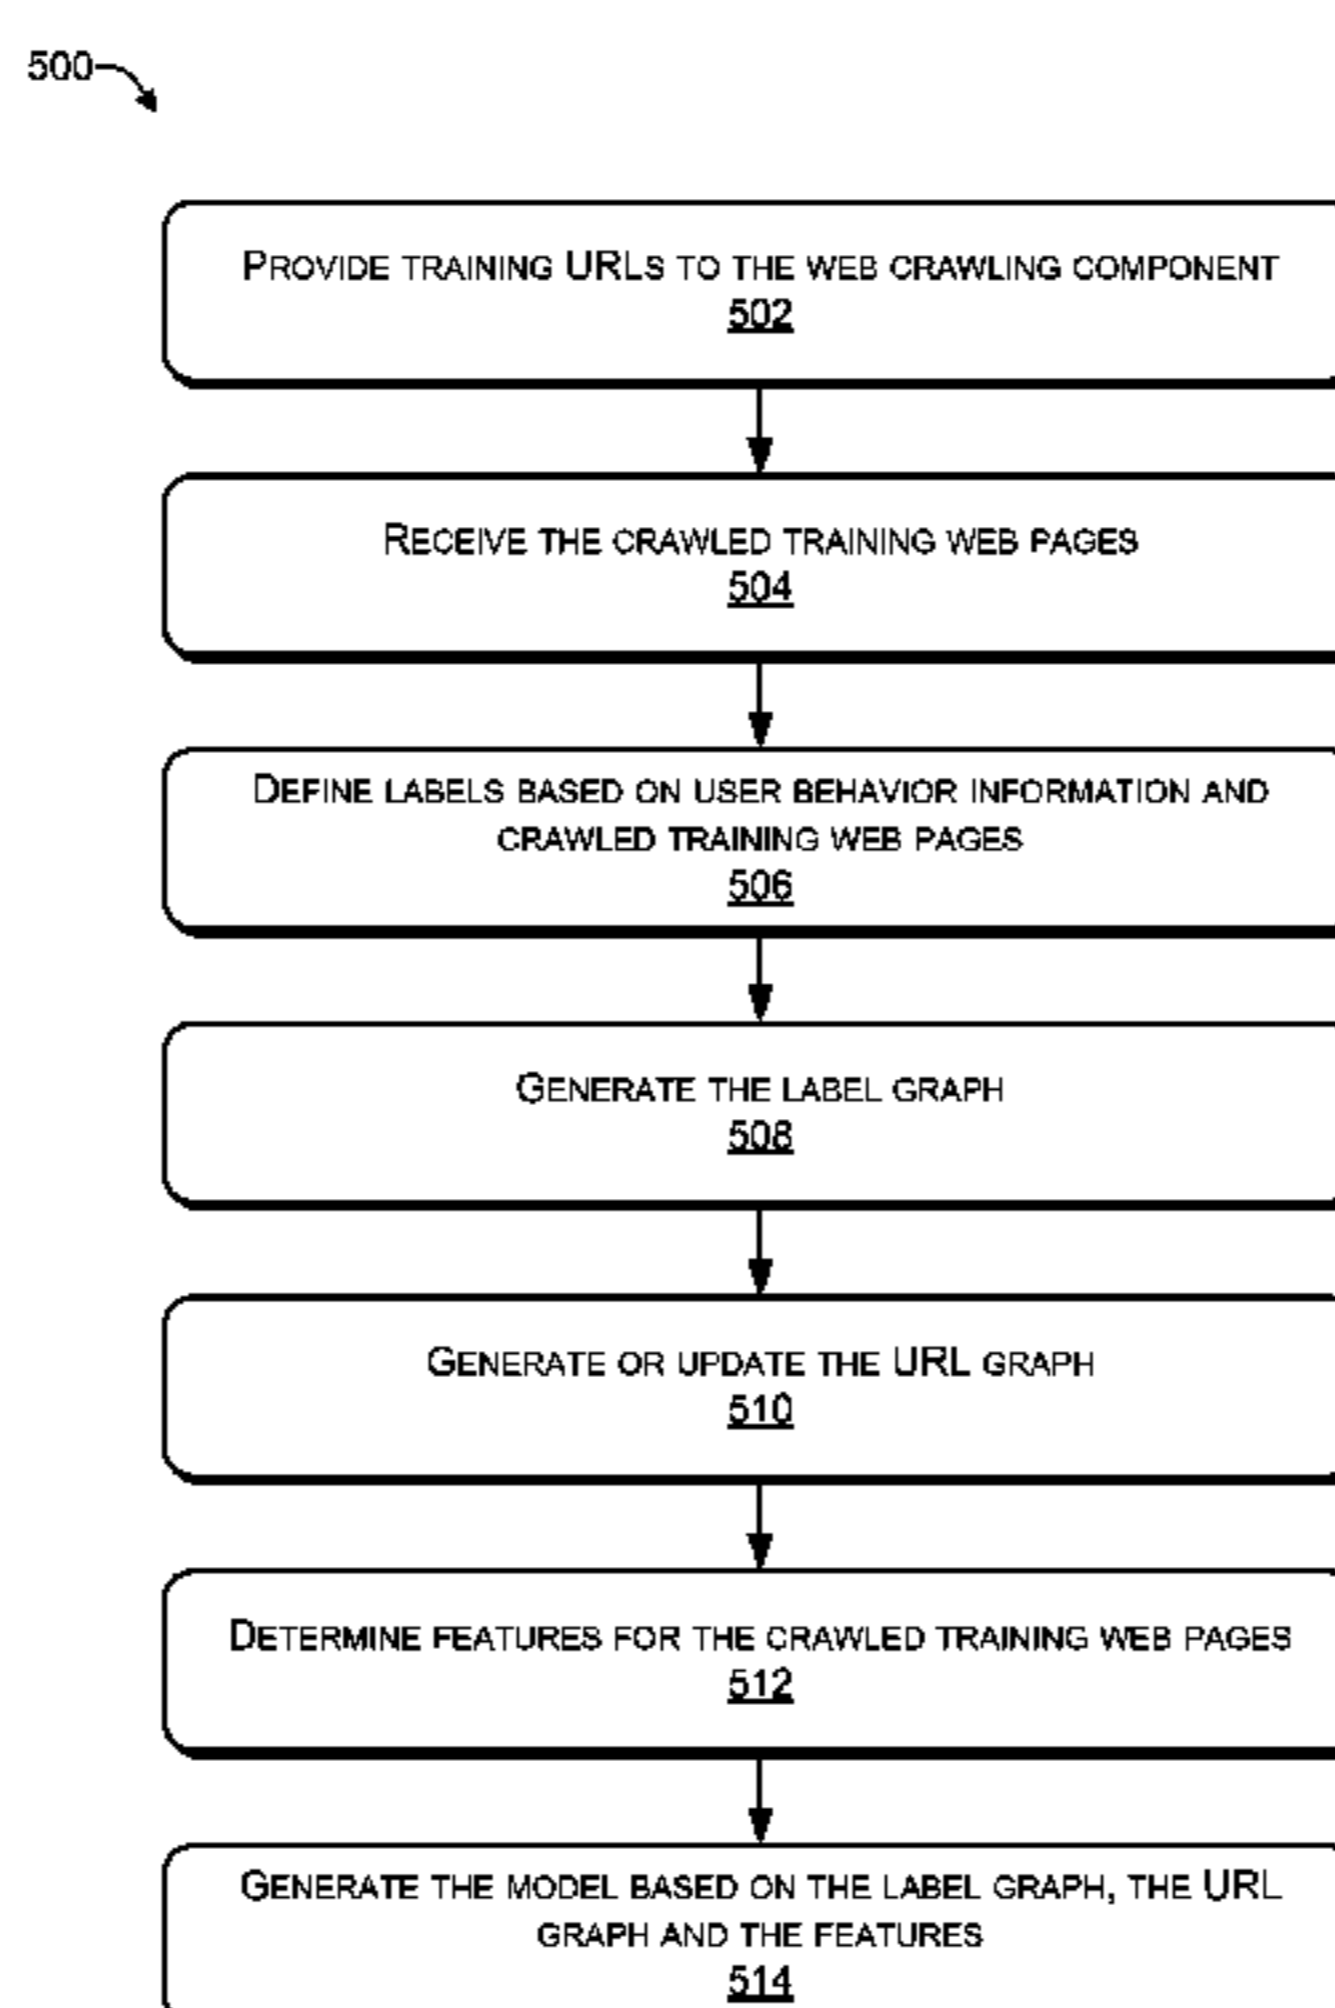 500
PROVIDE TRAINING URLS TO THE WEB CRAWLING COMPONENT
502
RECEIVE THE CRAWLED TRAINING WEB PAGES
504
DEFINE LABELS BASED ON USER BEHAVIOR INFORMATION AND
CRAWLED TRAINING WEB PAGES
506
GENERATE THE LABEL GRAPH
508
GENERATE OR UPDATE THE URL GRAPH
510
DETERMINE FEATURES FOR THE CRAWLED TRAINING WEB PAGES
512
GENERATE THE MODEL BASED ON THE LABEL GRAPH, THE URL
GRAPH AND THE FEATURES
514